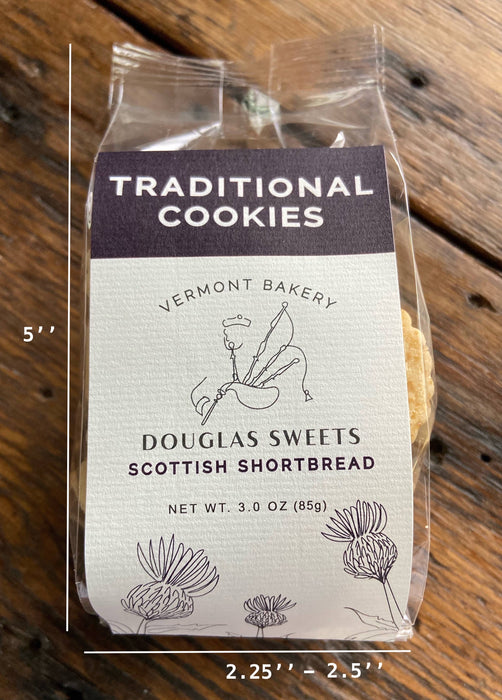 TRADITIONAL
COOKIES
VERMONT BAKERY
DOUGLAS SWEETS
SCOTTISH SHORTBREAD
NET WT. 3.0 OZ (85g)
5’’
2.25’’ – 2.5’’